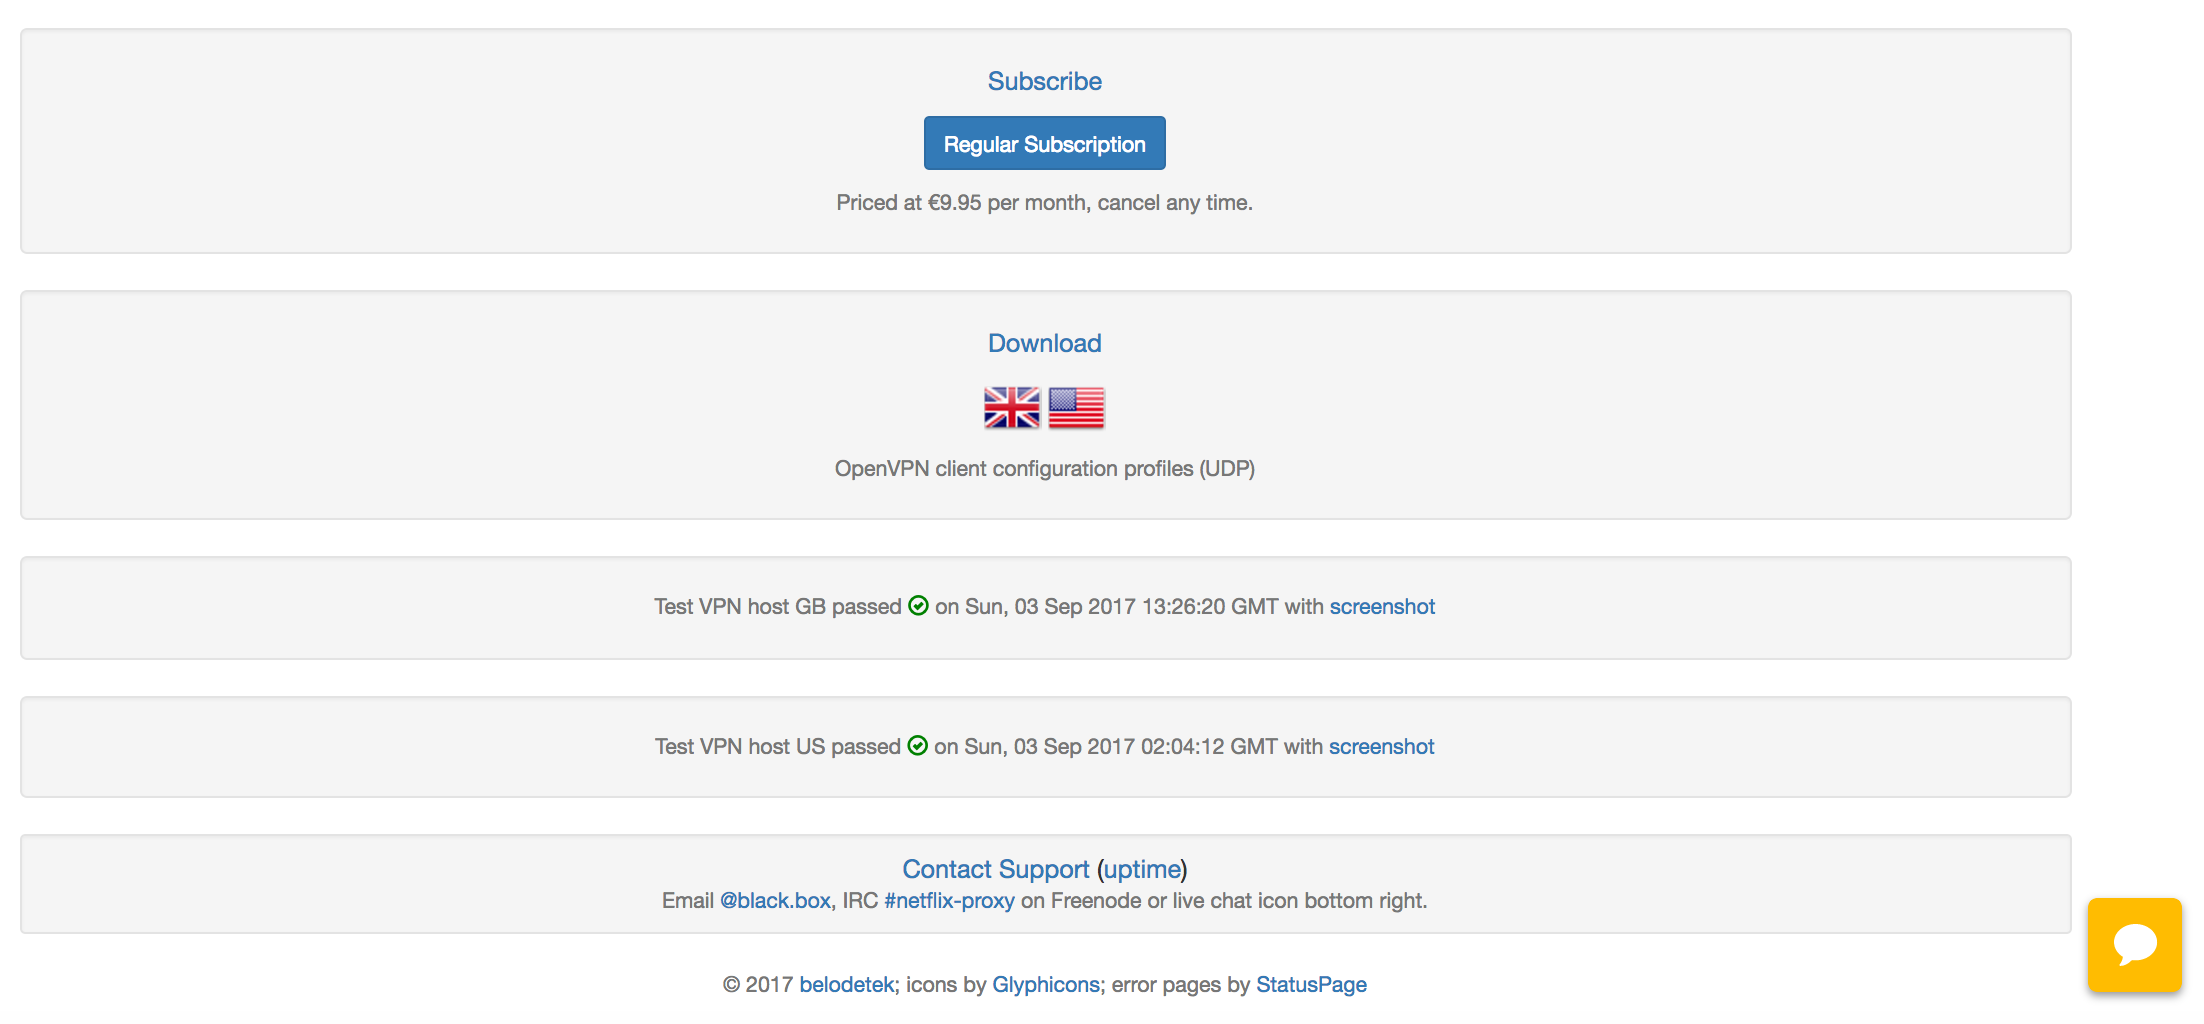 Subscribe
Regular Subscription
Priced at €9.95 per month, cancel any time.
Download
OpenVPN client configuration profiles (UDP)
Test VPN host GB passed on Sun, 03 Sep 2017 13:26:20 GMT with screenshot
Test VPN host US passed on Sun, 03 Sep 2017 02:04:12 GMT with screenshot
Contact Support (uptime)
Email @black.box, IRC #netflix-proxy on Freenode or live chat icon bottom right.
© 2017 belodetek; icons by Glyphicons; error pages by StatusPage